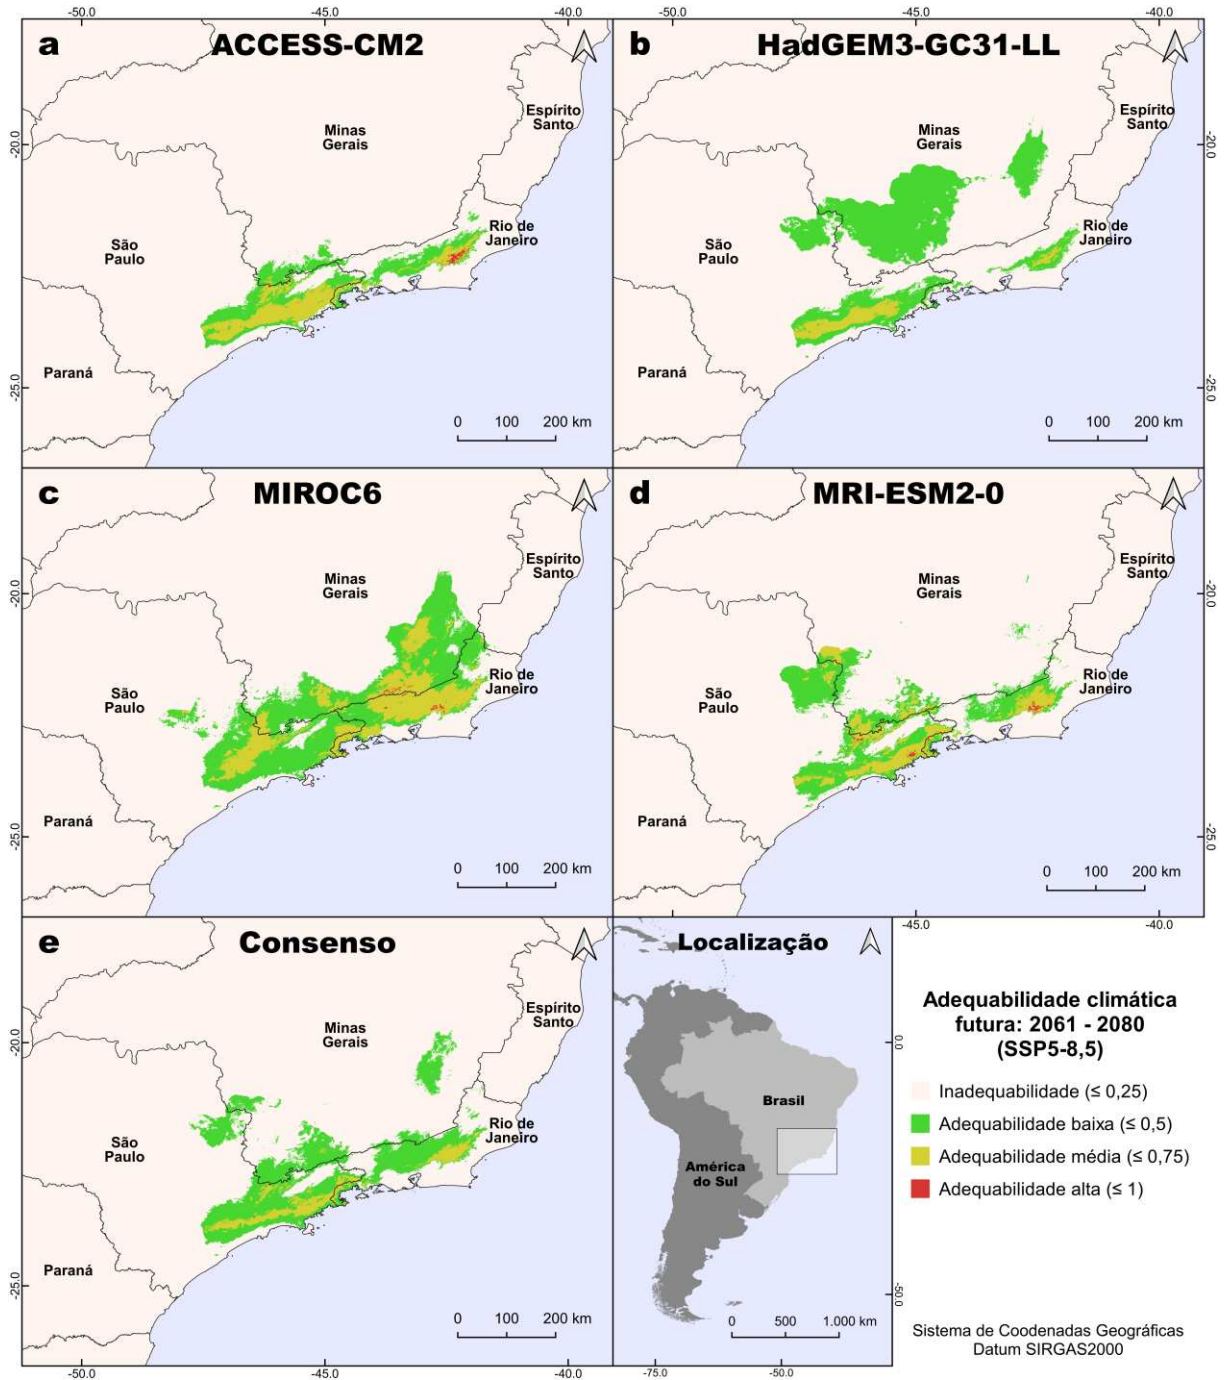 -50.0
-45.0
-40.0
-50.0
-45.0
-40.0
a
ACCESS-CM2
b
HadGEM3-GC31-LL
Espírito
Santo
Minas
Gerais
-20.0
São
Paulo
Rio de
Janeiro
Paraná
-25.0
0 100 200 km
Espírito
Santo
Minas
Gerais
-20.0
São
Paulo
Rio de
Janeiro
Paraná
-25.0
0 100 200 km
c
MIROC6
d
MRI-ESM2-0
Espírito
Santo
Minas
Gerais
-20.0
São
Paulo
Rio de
Janeiro
Paraná
-25.0
0 100 200 km
Espírito
Santo
Minas
Gerais
-20.0
São
Paulo
Rio de
Janeiro
Paraná
-25.0
0 100 200 km
-50.0
-45.0
-40.0
e
Consenso
Espírito
Santo
Minas
Gerais
-20.0
São
Paulo
Rio de
Janeiro
Paraná
-25.0
0 100 200 km
-50.0
-45.0
-40.0
Localização
0.0
Brasil
América
do Sul
-50.0
0 500 1.000 km
-75.0
-50.0
Adequabilidade climática
futura: 2061 - 2080
(SSP5-8,5)
Inadequabilidade (≤ 0,25)
Adequabilidade baixa (≤ 0,5)
Adequabilidade média (≤ 0,75)
Adequabilidade alta (≤ 1)
Sistema de Coodenadas Geográficas
Datum SIRGAS2000